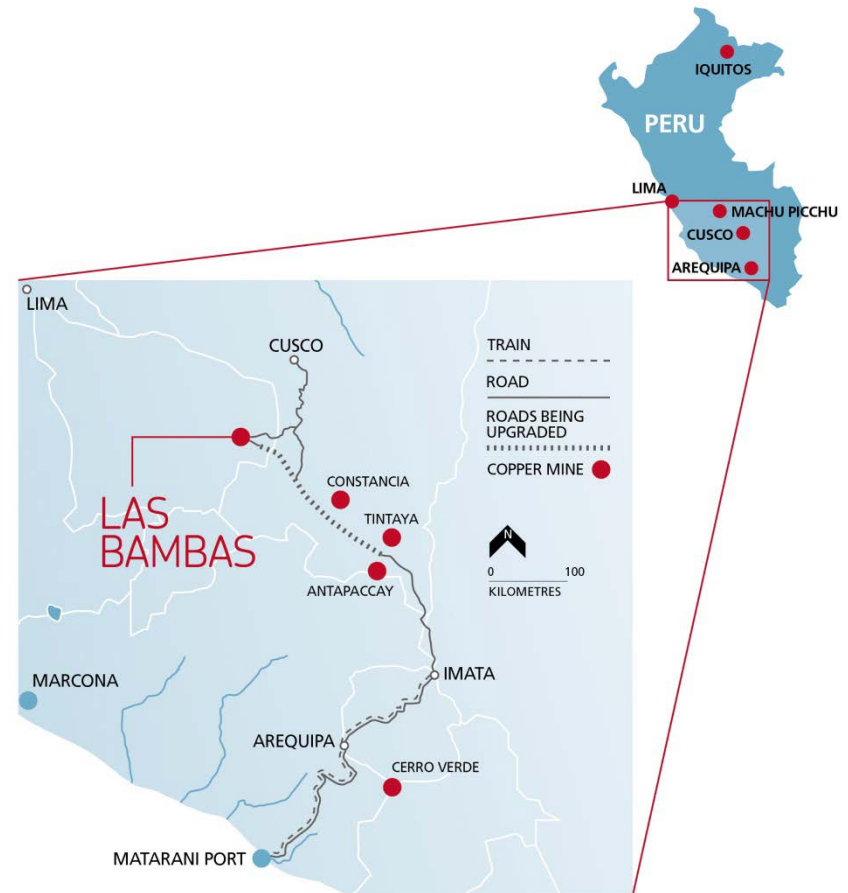 IQUITOS
PERU
LIMA
MACHU PICCHU
CUSCO
AREQUIPA
LIMA
CUSCO
TRAIN
ROAD
ROADS BEING
UPGRADED
COPPER MINE
LAS
BAMBAS
CONSTANCIA
TINTAYA
ANTAPACCAY
N
0 100
KILOMETRES
IMATA
MARCONA
AREQUIPA
CERRO VERDE
MATARANI PORT